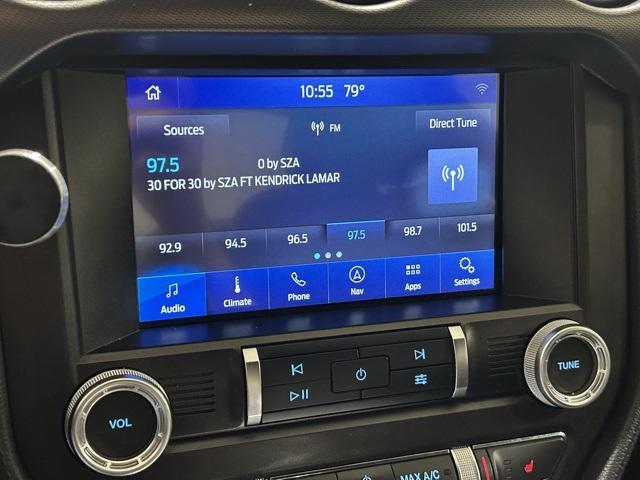 10:55 79°
Sources
FM
Direct Tune
97.5
0 by SZA
30 FOR 30 by SZA FT KENDRICK LAMAR
92.9 94.5 96.5 97.5 98.7 101.5
Audio Climate Phone Nav Apps Settings
VOL
TUNE
MAX A/C